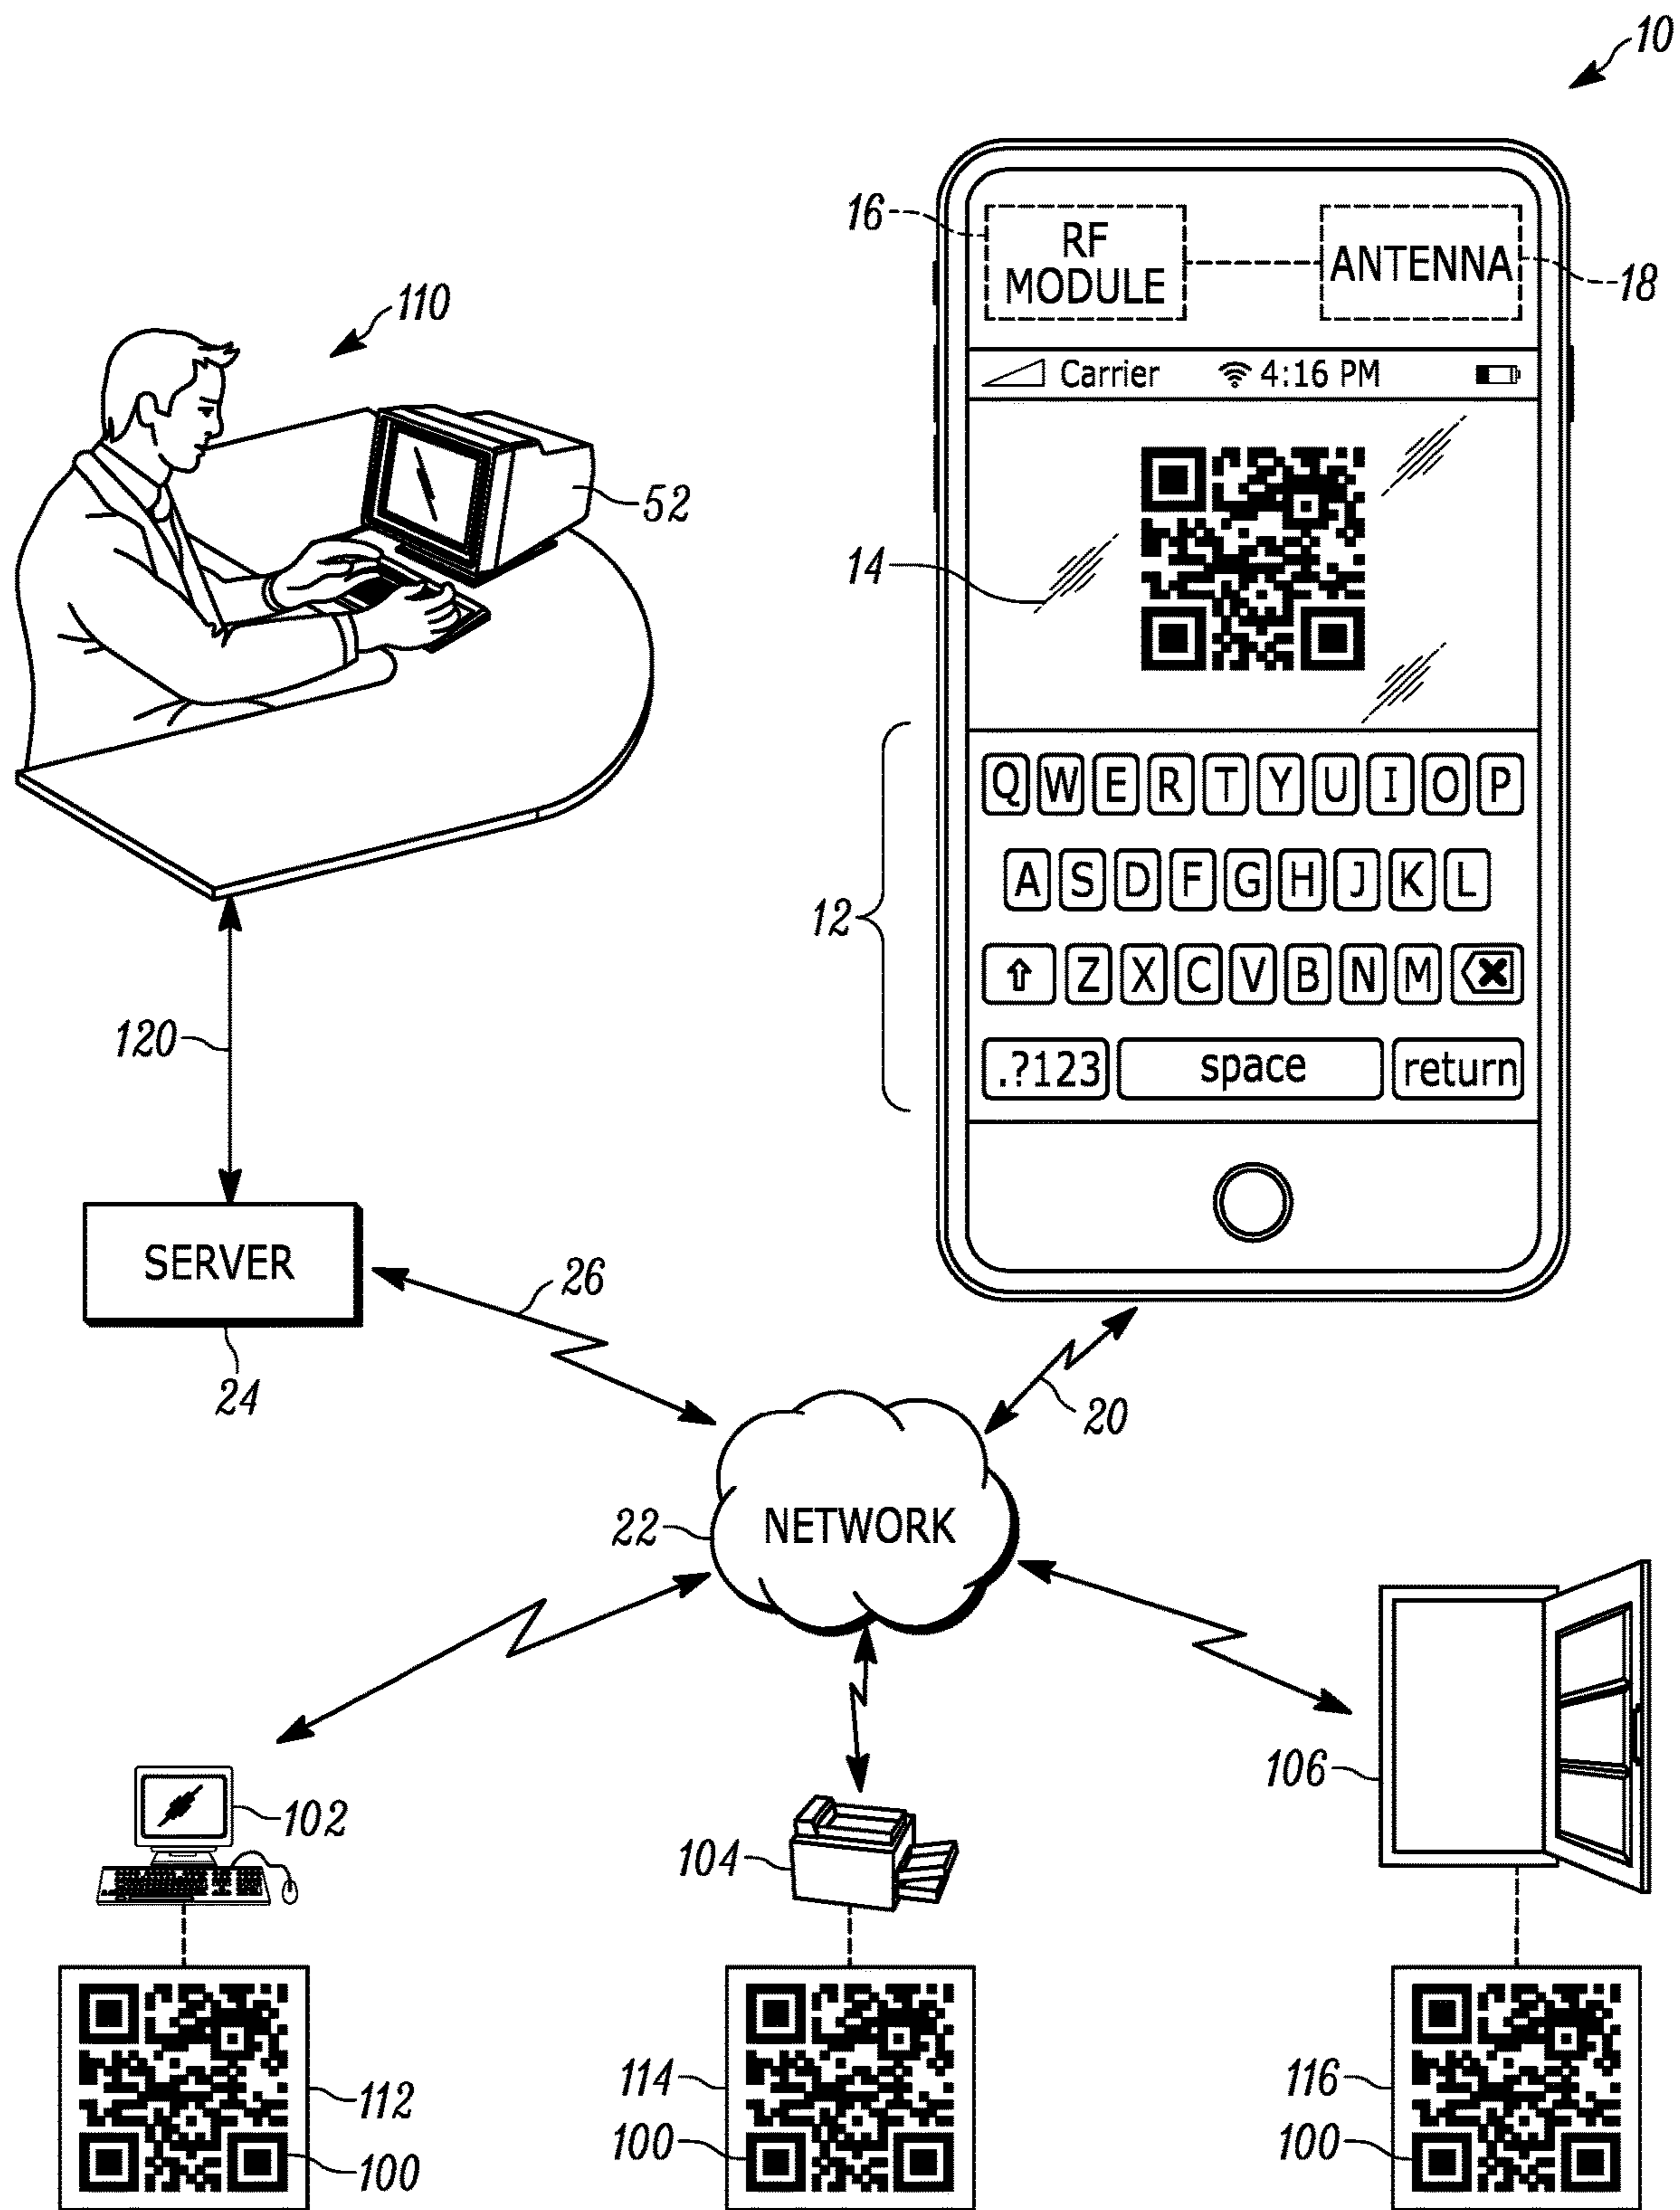 10
16
RF
MODULE
ANTENNA
18
110
Carrier 4:16 PM
52
14
Q W E R T Y U I O P
A S D F G H J K L
12
Z X C V B N M
.?123 space return
120
SERVER
26
24
20
22
NETWORK
106
102
104
112
114
116
100
100
100